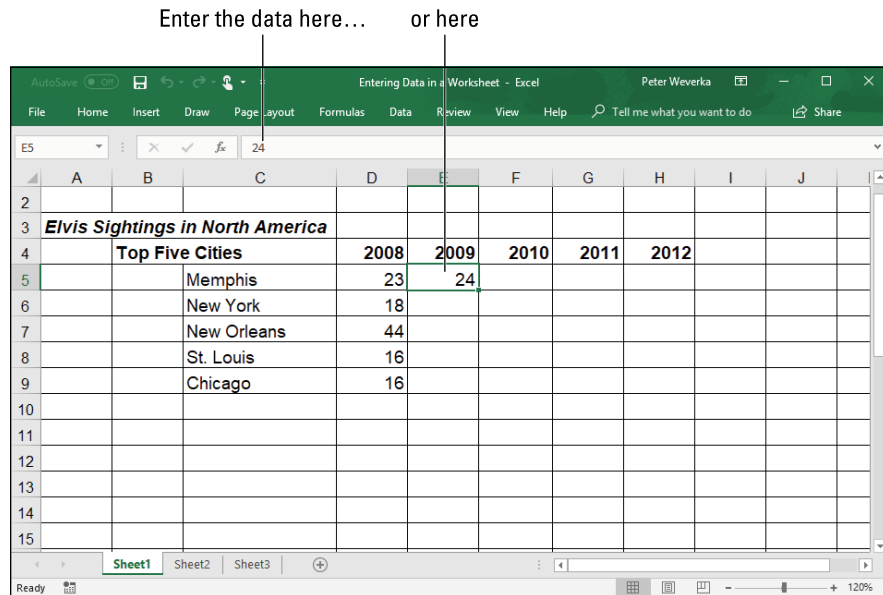 Enter the data here… or here
AutoSave Off Entering Data in a Worksheet - Excel Peter Weverka
File Home Insert Draw Page Layout Formulas Data Review View Help Tell me what you want to do Share
E5 fx 24
A B C D E F G H I J
2
3 Elvis Sightings in North America
4 Top Five Cities 2008 2009 2010 2011 2012
5 Memphis 23 24
6 New York 18
7 New Orleans 44
8 St. Louis 16
9 Chicago 16
10
11
12
13
14
15
Sheet1 Sheet2 Sheet3
Ready 120%